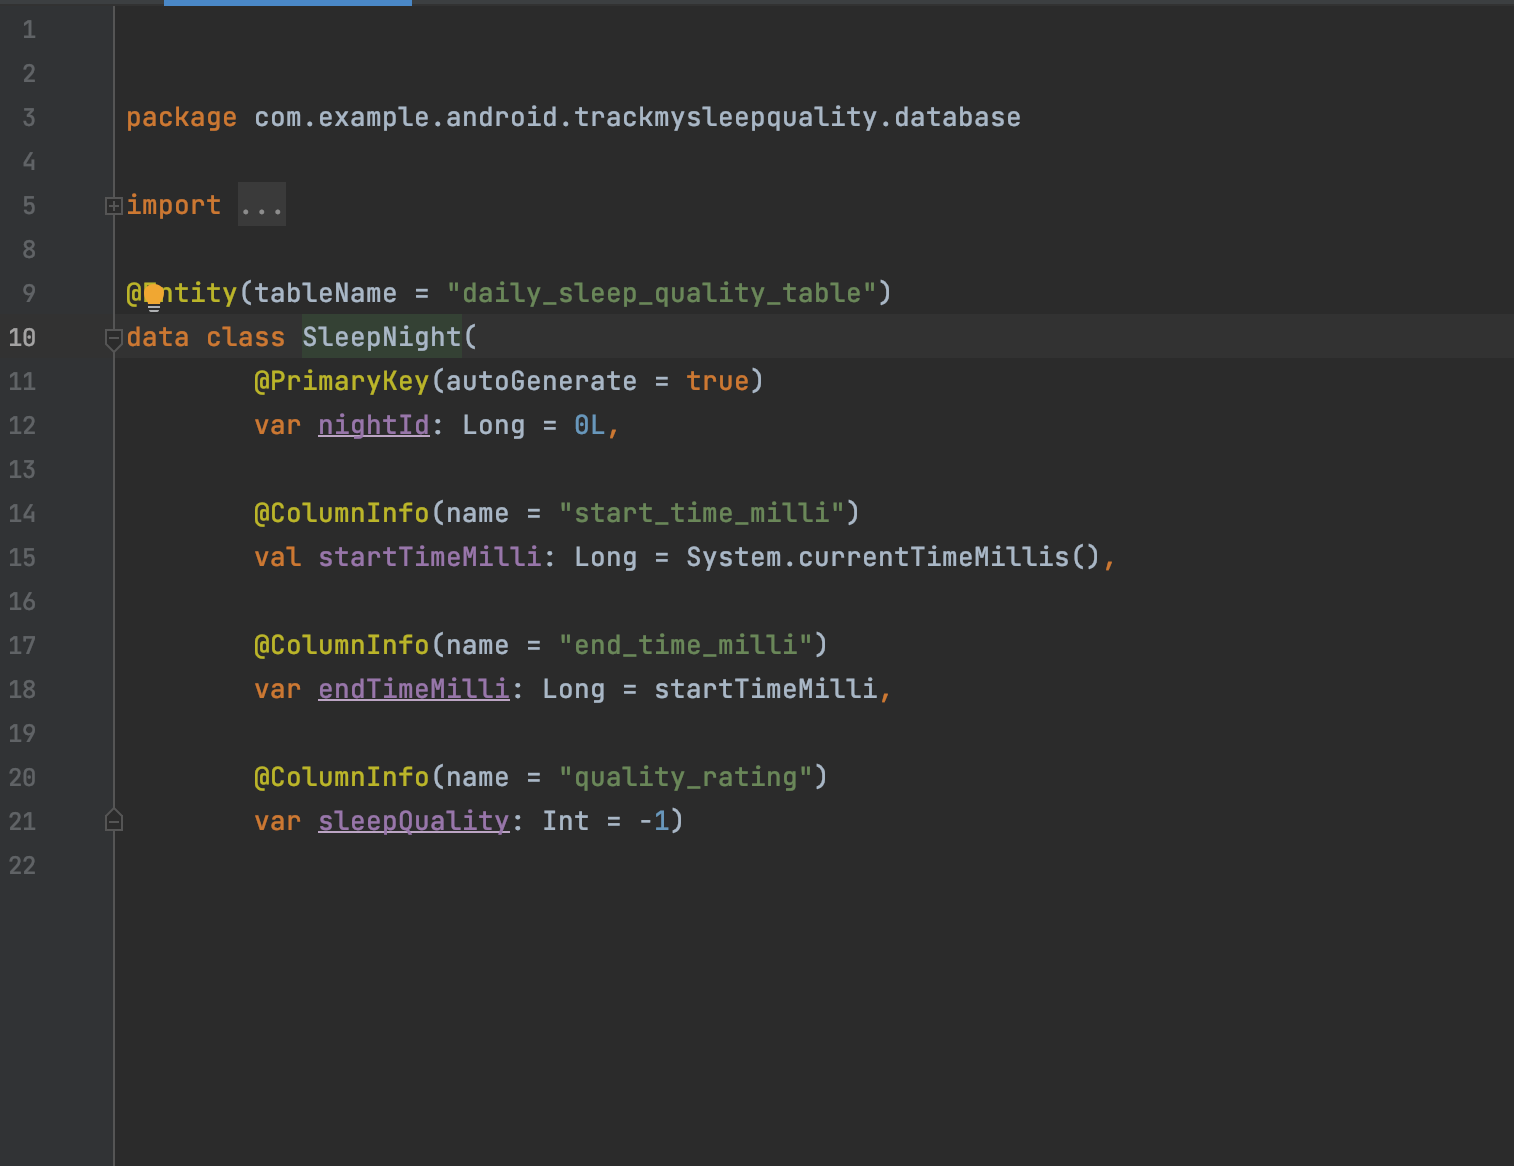 1
2
3 package com.example.android.trackmysleepquality.database
4
5 import ...
8
9 @Entity(tableName = "daily_sleep_quality_table")
10 data class SleepNight(
11 @PrimaryKey(autoGenerate = true)
12 var nightId: Long = 0L,
13
14 @ColumnInfo(name = "start_time_milli")
15 val startTimeMilli: Long = System.currentTimeMillis(),
16
17 @ColumnInfo(name = "end_time_milli")
18 var endTimeMilli: Long = startTimeMilli,
19
20 @ColumnInfo(name = "quality_rating")
21 var sleepQuality: Int = -1)
22